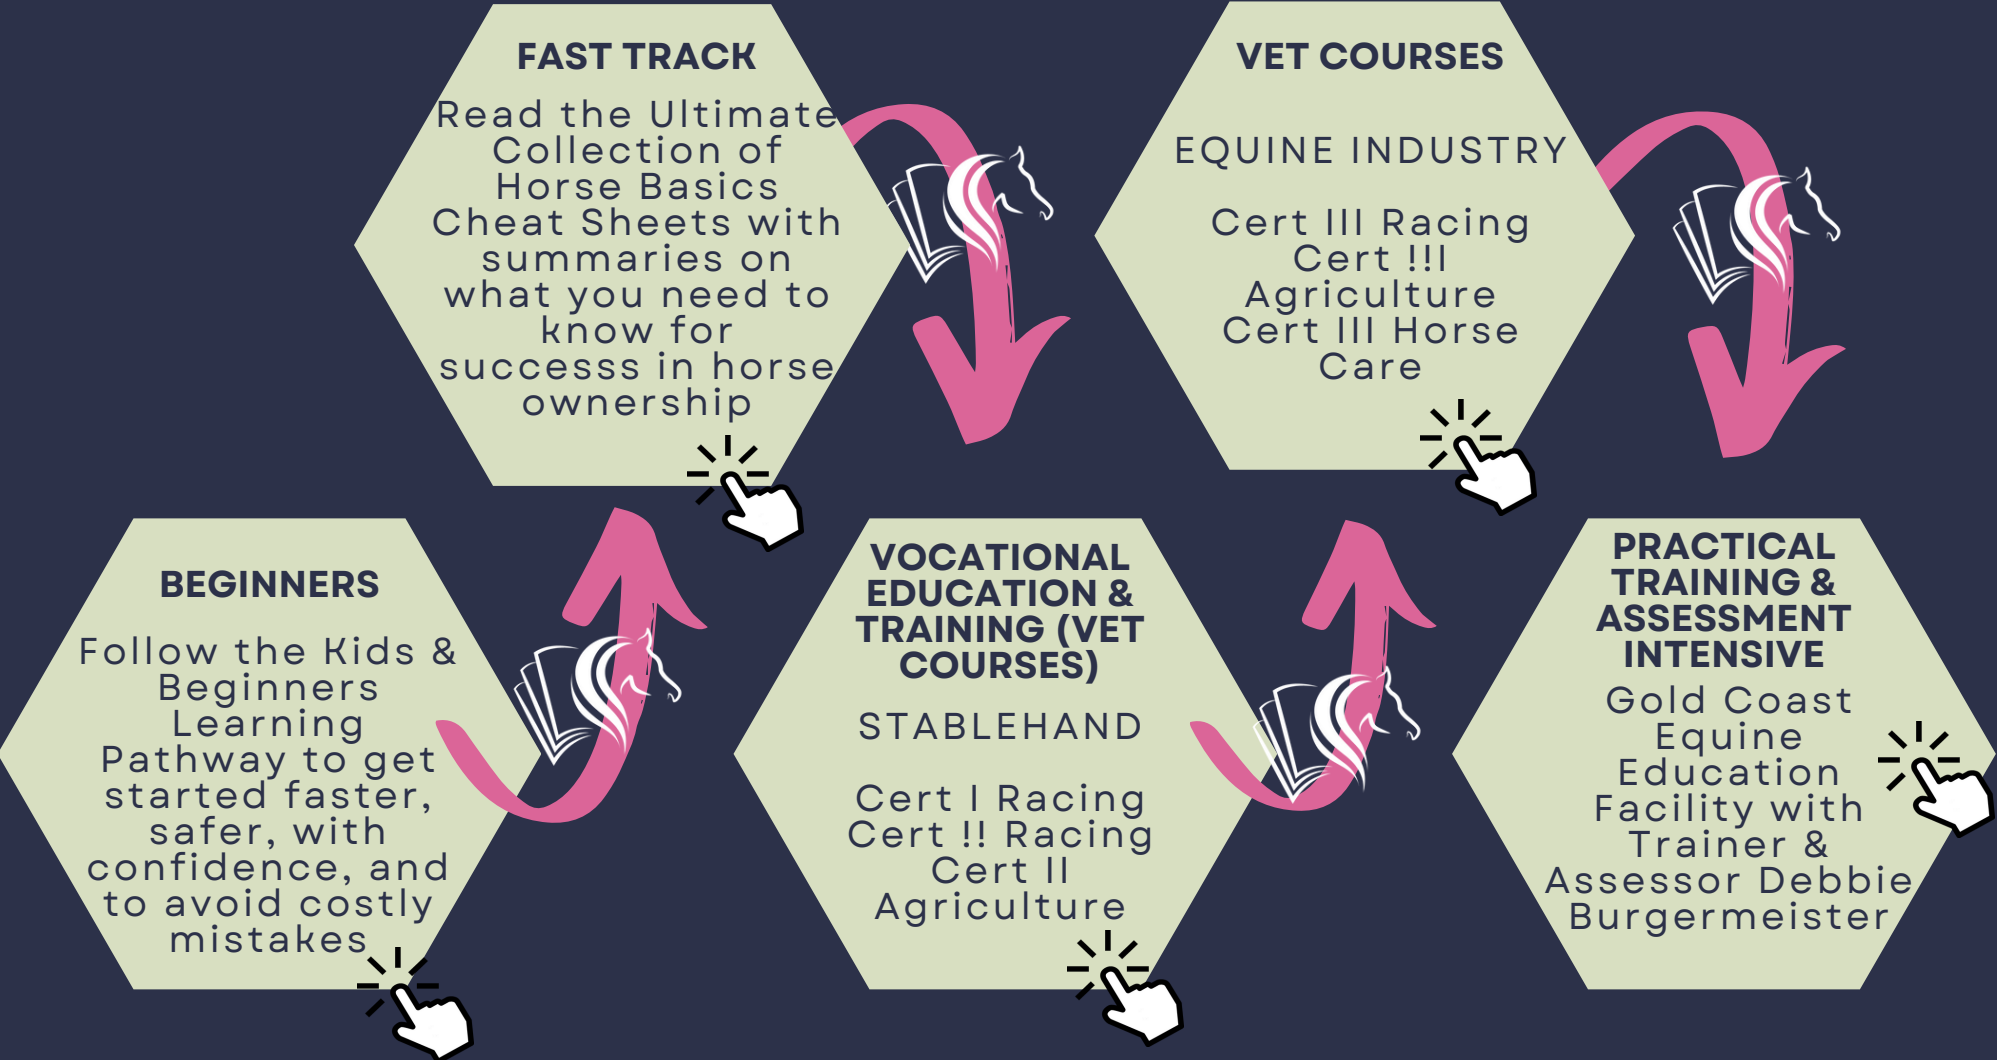 FAST TRACK
Read the Ultimate
Collection of
Horse Basics
Cheat Sheets with
summaries on
what you need to
know for
successs in horse
ownership
VET COURSES
EQUINE INDUSTRY
Cert III Racing
Cert !!I
Agriculture
Cert III Horse
Care
BEGINNERS
Follow the Kids &
Beginners
Learning
Pathway to get
started faster,
safer, with
confidence, and
to avoid costly
mistakes
VOCATIONAL
EDUCATION &
TRAINING (VET
COURSES)
STABLEHAND
Cert I Racing
Cert !! Racing
Cert II
Agriculture
PRACTICAL
TRAINING &
ASSESSMENT
INTENSIVE
Gold Coast
Equine
Education
Facility with
Trainer &
Assessor Debbie
Burgermeister